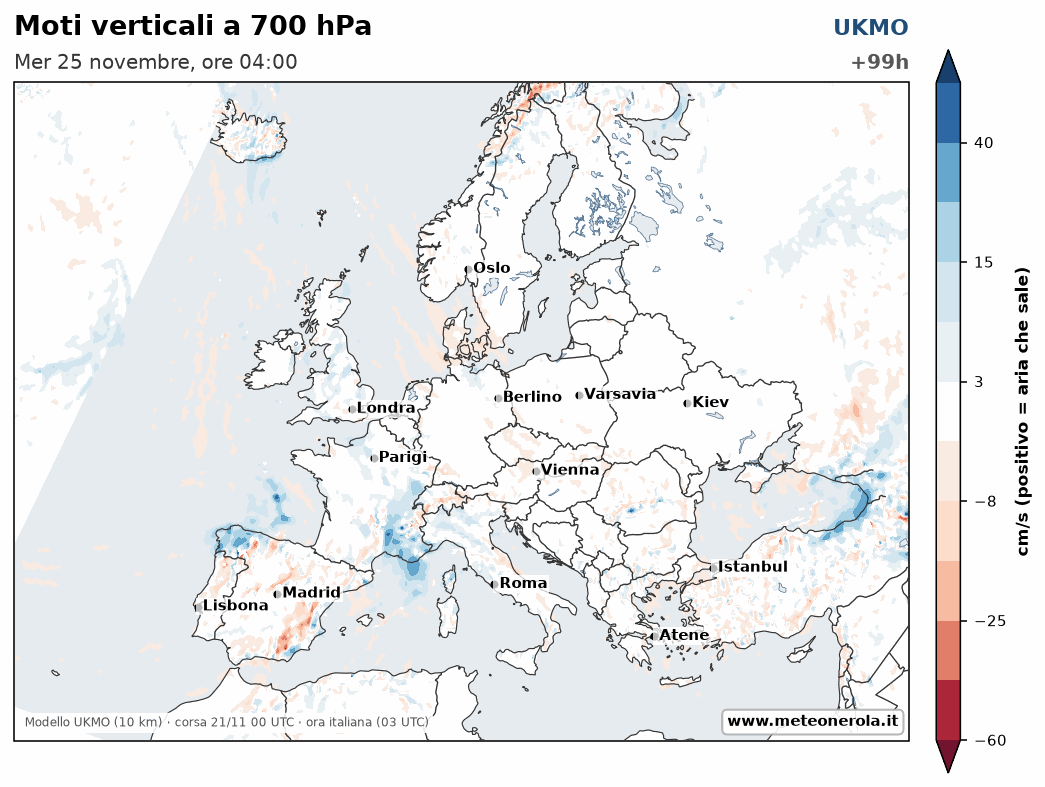 Moti verticali a 700 hPa
UKMO
Mer 25 novembre, ore 04:00
+99h
40
15
3
−8
−25
−60
cm/s (positivo = aria che sale)
Oslo
Londra
Berlino
Varsavia
Kiev
Parigi
Vienna
Istanbul
Roma
Madrid
Lisbona
Atene
Modello UKMO (10 km) · corsa 21/11 00 UTC · ora italiana (03 UTC)
www.meteonerola.it